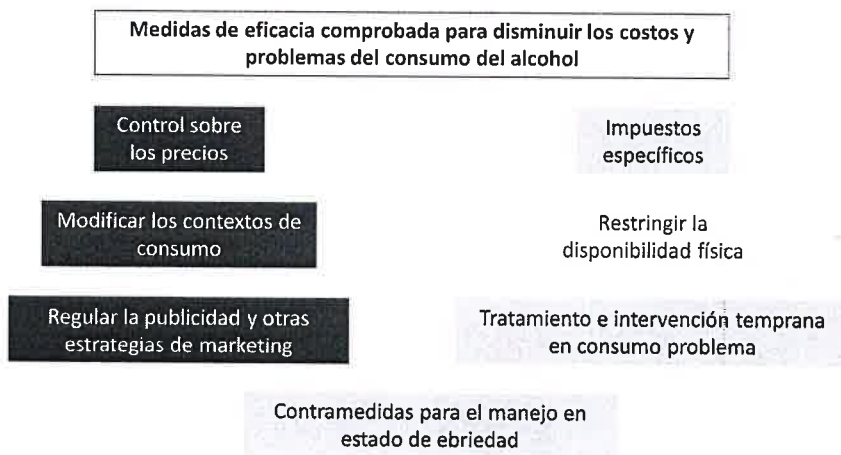 Medidas de eficacia comprobada para disminuir los costos y
problemas del consumo del alcohol
Control sobre
los precios
Impuestos
específicos
Modificar los contextos de
consumo
Restringir la
disponibilidad física
Regular la publicidad y otras
estrategias de marketing
Tratamiento e intervención temprana
en consumo problema
Contramedidas para el manejo en
estado de ebriedad